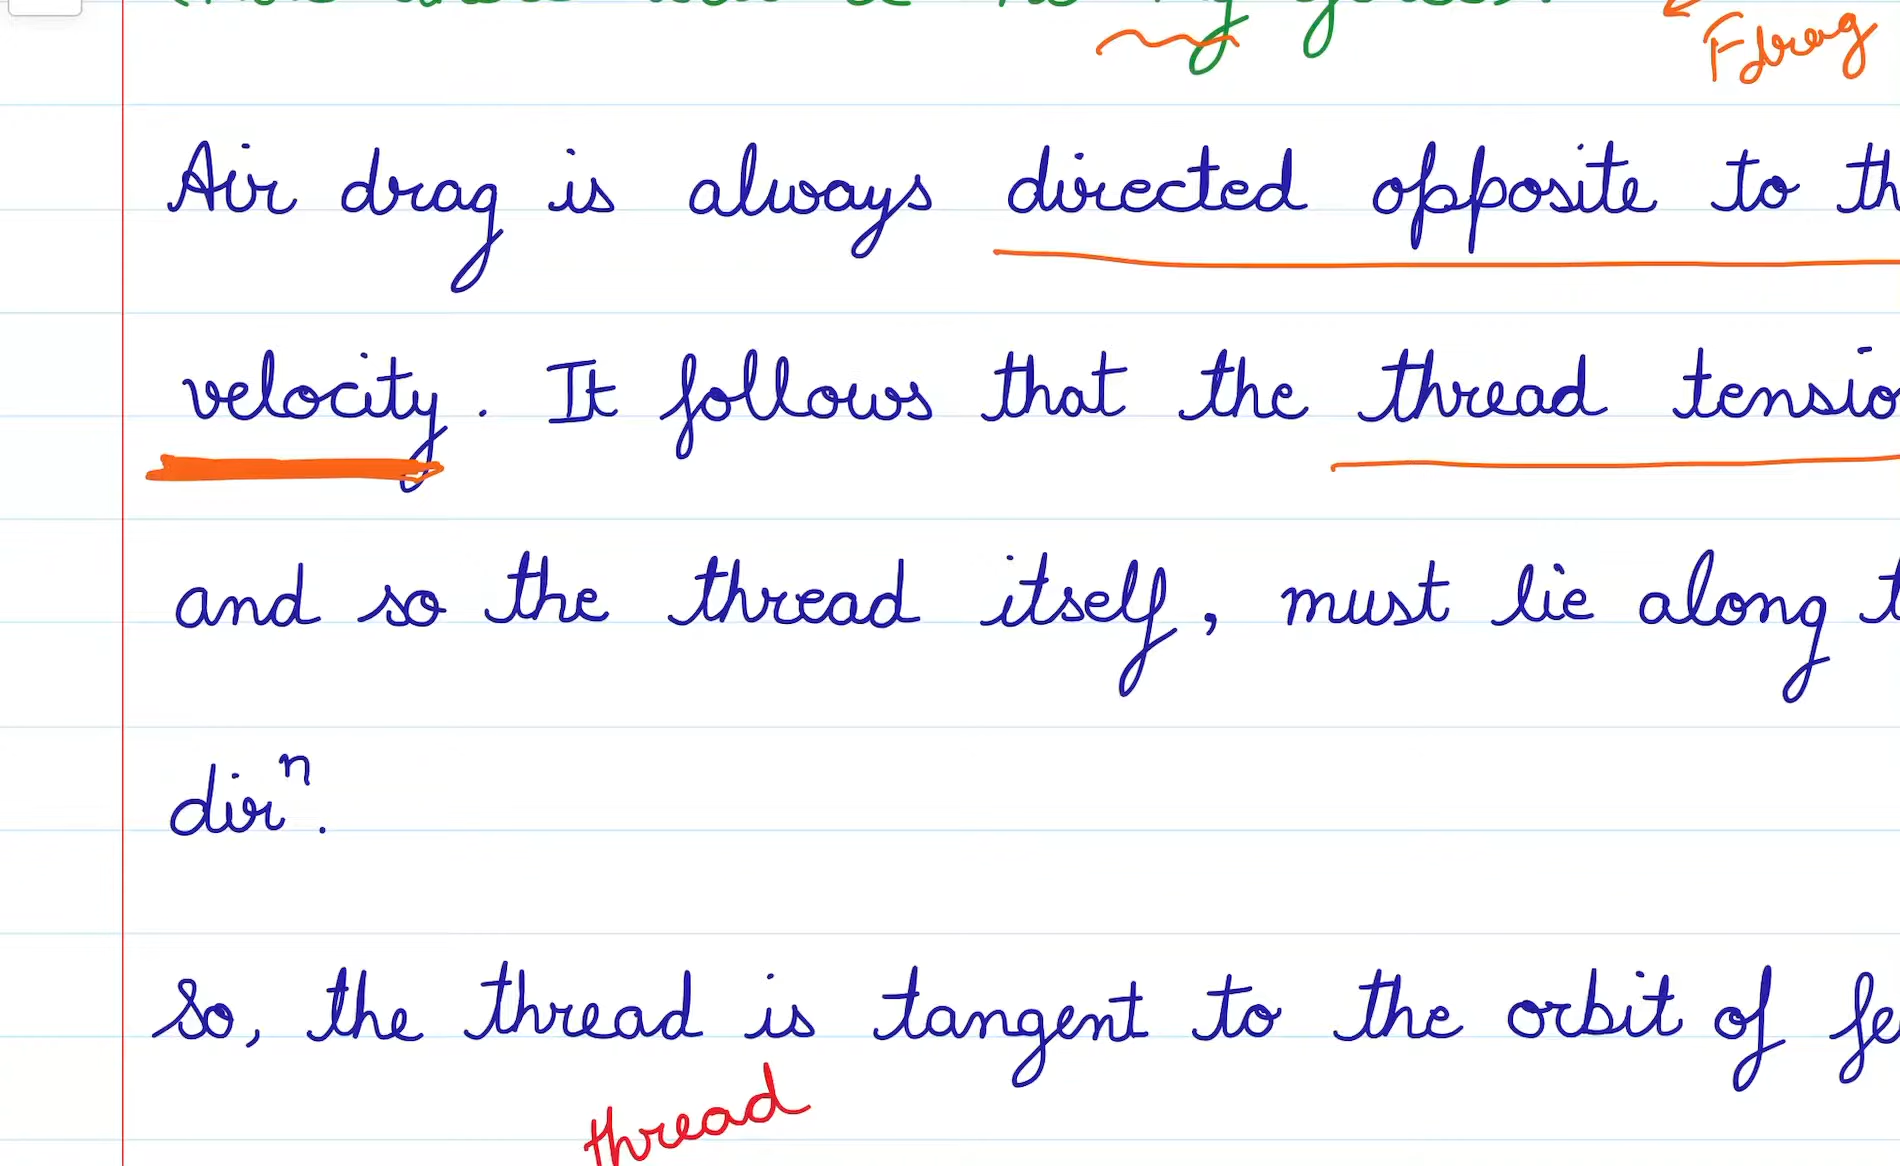 Fdrag
Air drag is always directed opposite to th
velocity. It follows that the thread tensio
and so the thread itself, must lie along t
dirⁿ.
So, the thread is tangent to the orbit of fe
thread